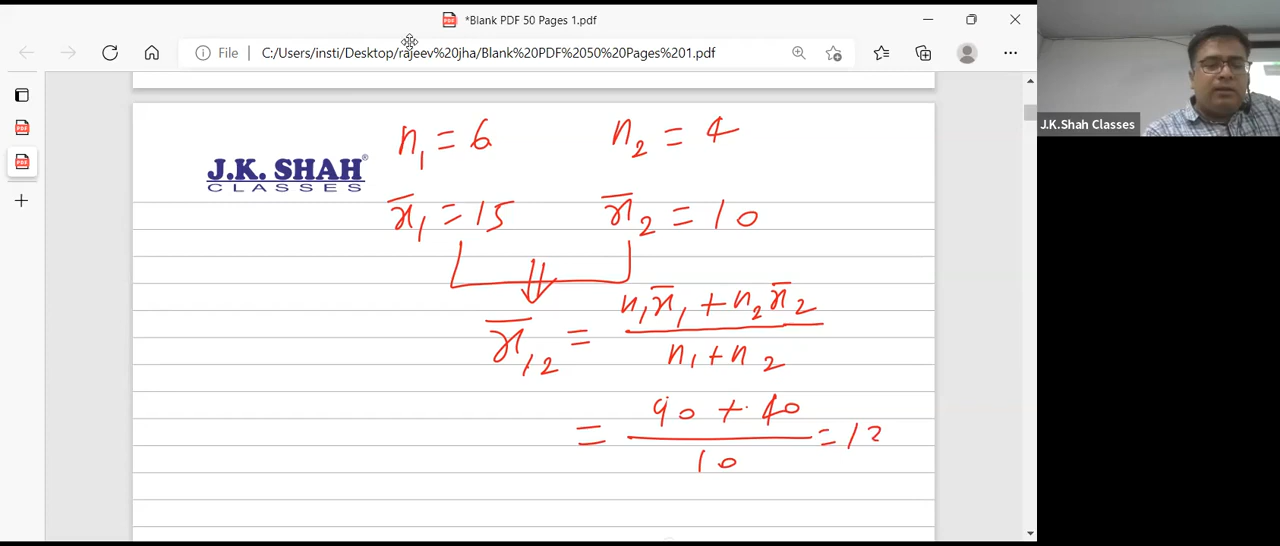 *Blank PDF 50 Pages 1.pdf
File C:/Users/insti/Desktop/rajeev%20jha/Blank%20PDF%2050%20Pages%201.pdf
J.K.Shah Classes
J.K. SHAH®
CLASSES
n₁ = 6 n₂ = 4
x̄₁ = 15 x̄₂ = 10
x̄₁₂ = (n₁x̄₁ + n₂x̄₂) / (n₁ + n₂)
= (90 + 40) / 10 = 13